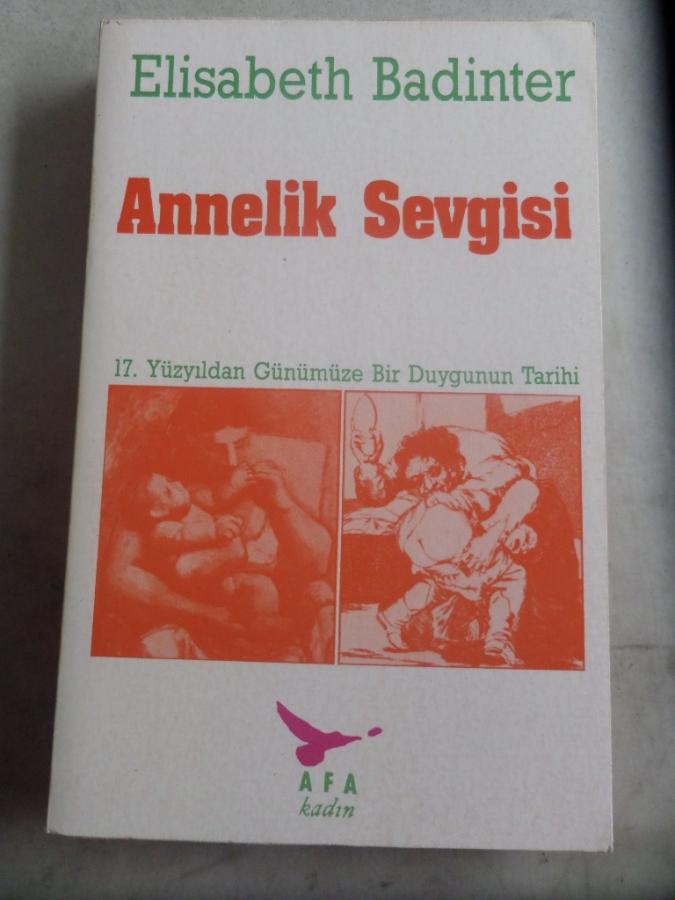 Elisabeth Badinter
Annelik Sevgisi
17. Yüzyıldan Günümüze Bir Duygunun Tarihi
AFA
kadın